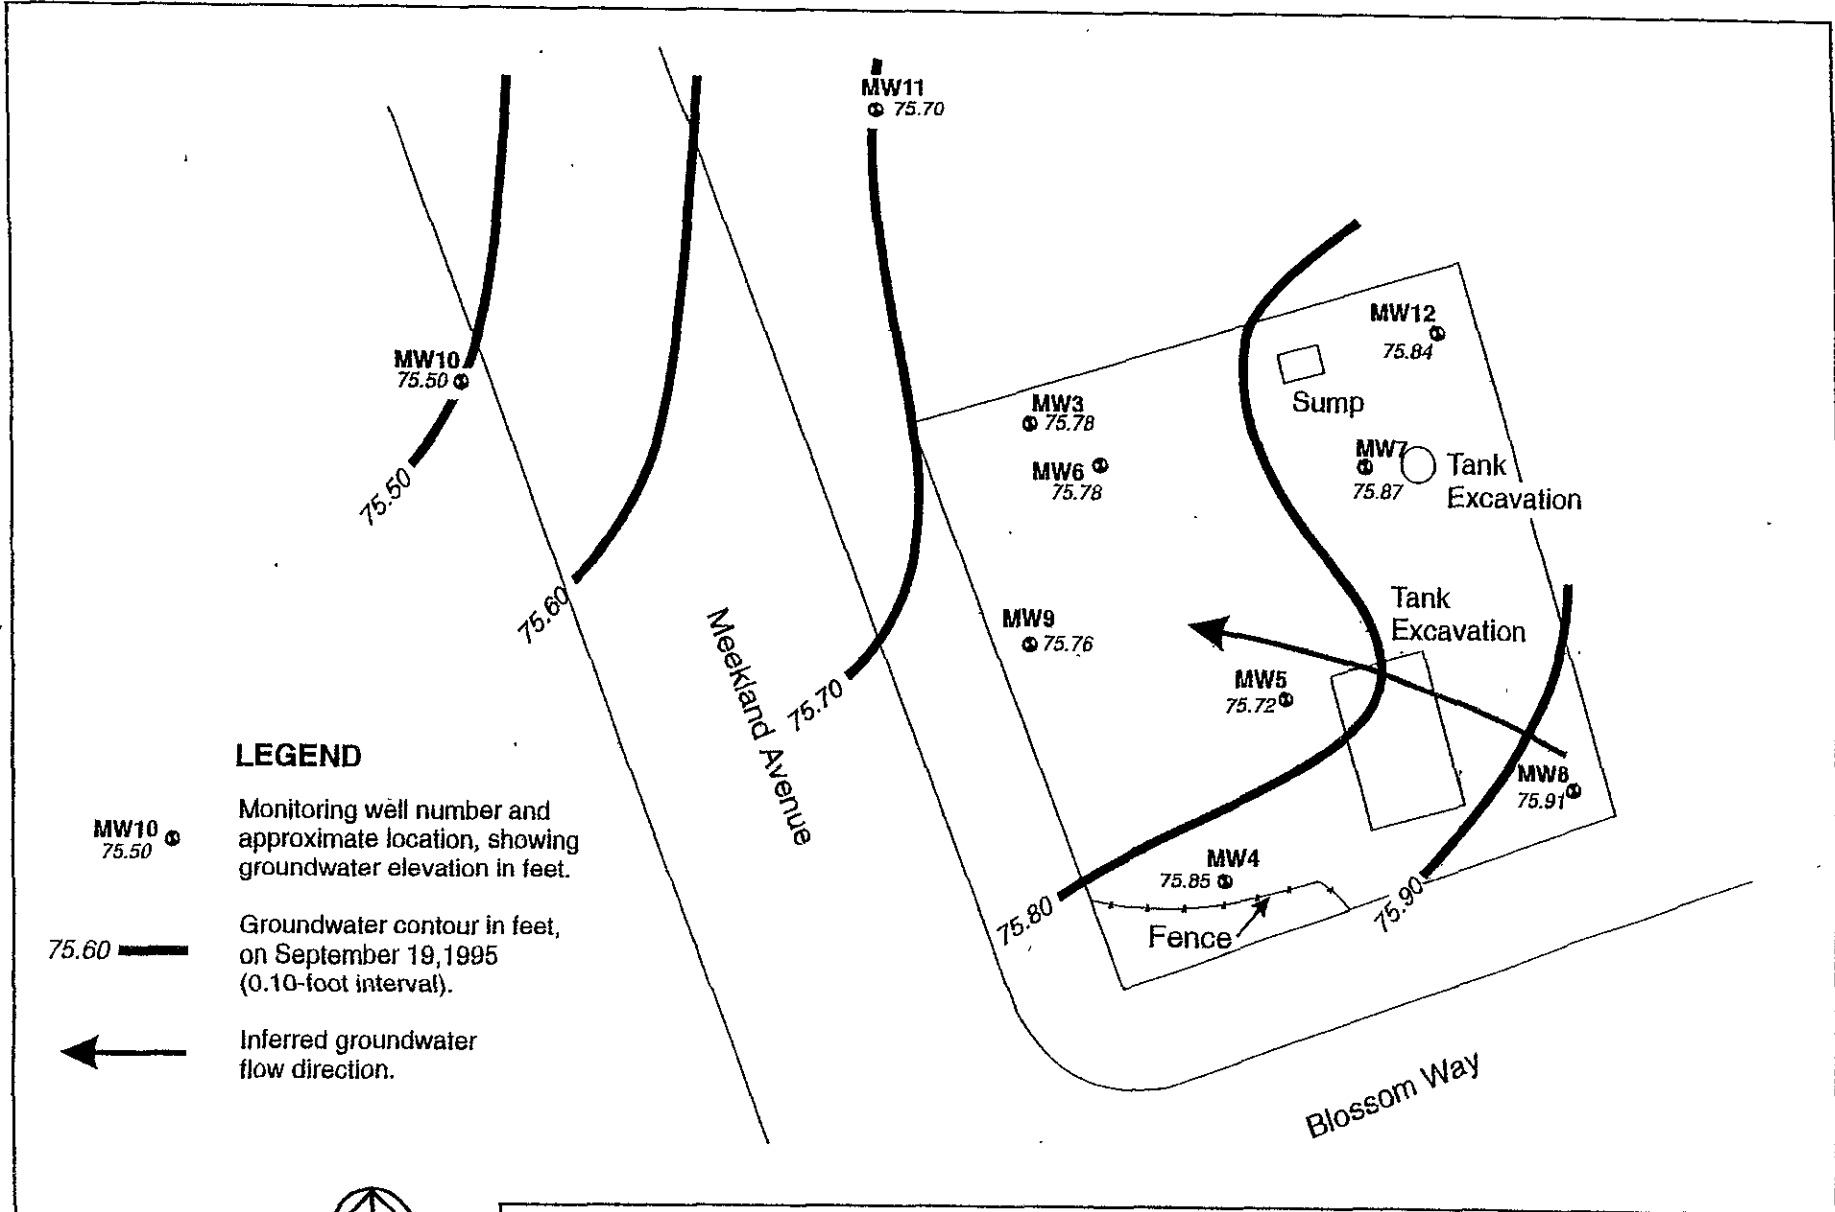 MW11
75.70
MW12
75.84
MW10
75.50
Sump
MW3
75.78
MW7
75.87
Tank
Excavation
MW6
75.78
75.50
75.60
Tank
Excavation
MW9
75.76
MW5
75.72
75.70
Meekland Avenue
MW8
75.91
MW4
75.85
75.80
75.90
Fence
Blossom Way
LEGEND
MW10
75.50
Monitoring well number and
approximate location, showing
groundwater elevation in feet.
75.60
Groundwater contour in feet,
on September 19,1995
(0.10-foot interval).
Inferred groundwater
flow direction.